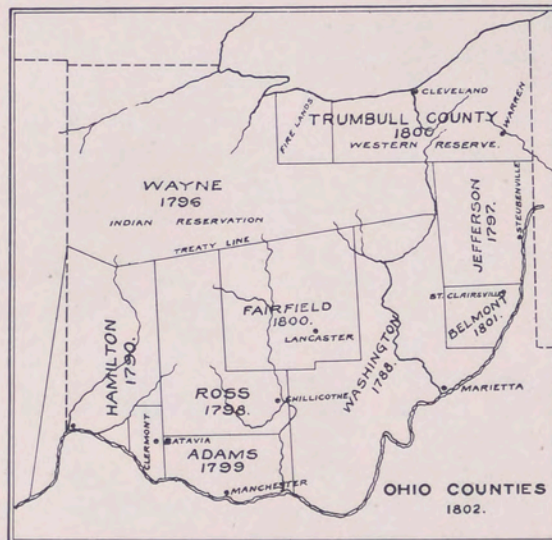 CLEVELAND
FIRE LANDS
TRUMBULL COUNTY
1800
WESTERN RESERVE.
WARREN
WAYNE
1796
INDIAN RESERVATION
TREATY LINE
JEFFERSON
1797.
STEUBENVILLE
ST. CLAIRSVILLE
BELMONT
1801.
FAIRFIELD
1800.
LANCASTER
WASHINGTON
1788.
HAMILTON
1790.
ROSS
1798.
CHILLICOTHE
MARIETTA
CLERMONT
BATAVIA
ADAMS
1799
MANCHESTER
OHIO COUNTIES
1802.